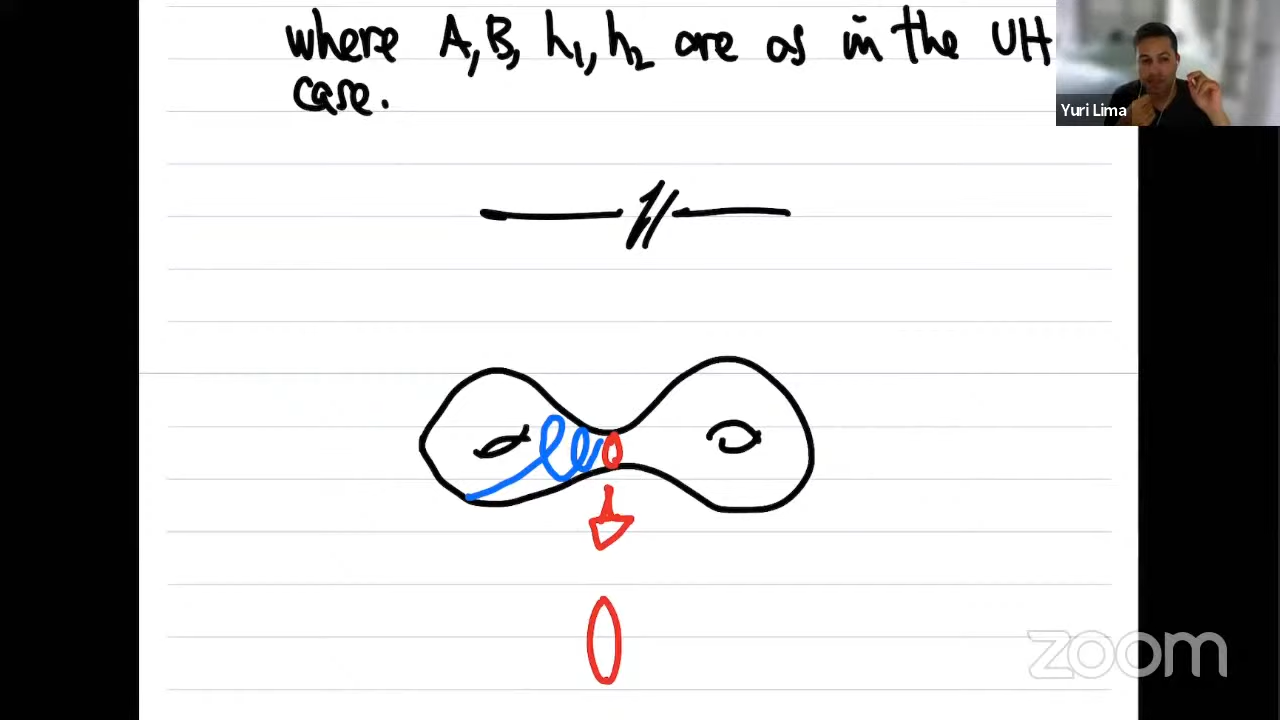 where A, B, h₁, h₂ are as in the UH
case.
Yuri Lima
zoom